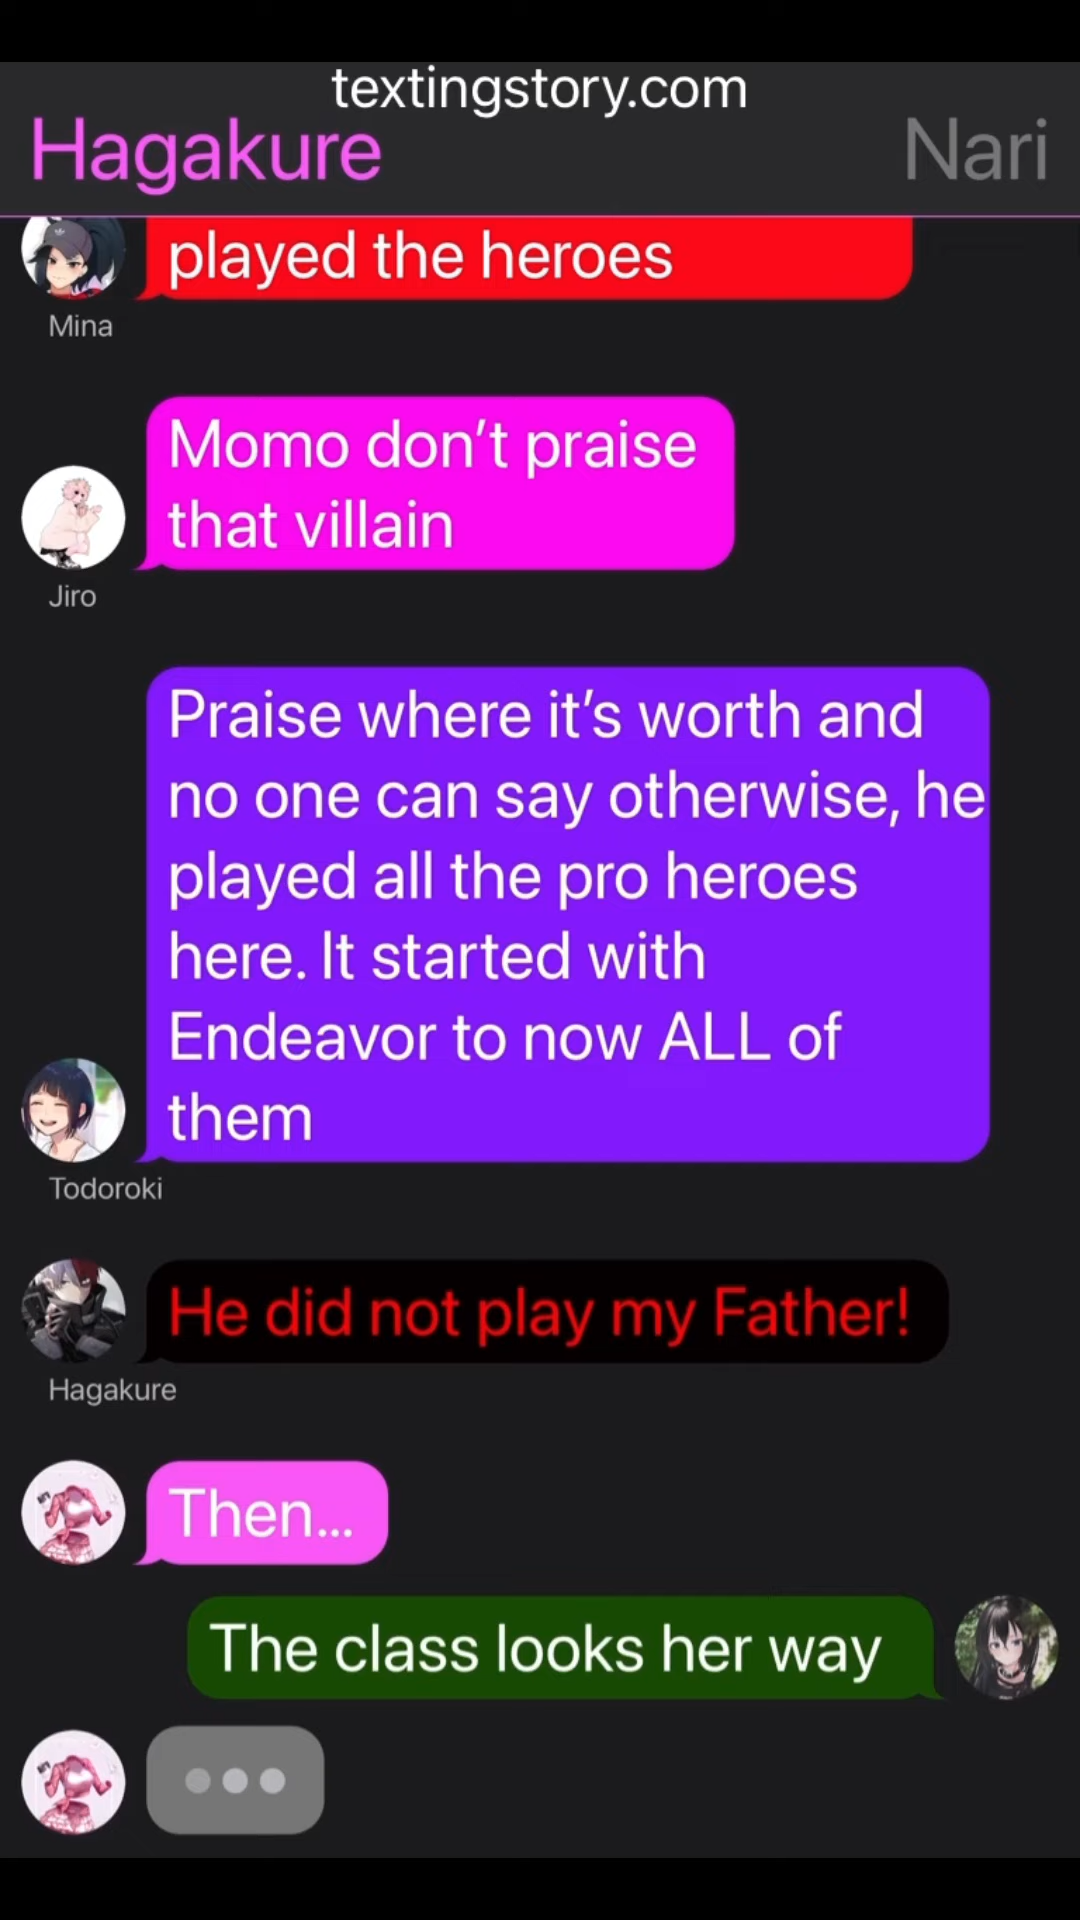 textingstory.com
Hagakure
Nari
played the heroes
Mina
Momo don’t praise
that villain
Jiro
Praise where it’s worth and
no one can say otherwise, he
played all the pro heroes
here. It started with
Endeavor to now ALL of
them
Todoroki
He did not play my Father!
Hagakure
Then...
The class looks her way